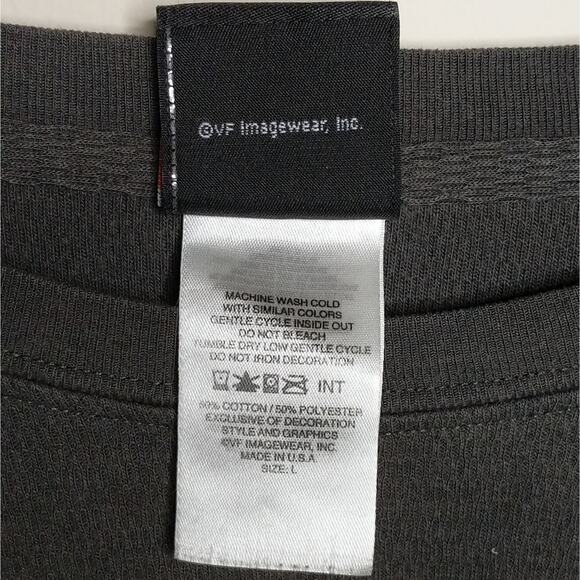 ©VF Imagewear, Inc.
MACHINE WASH COLD
WITH SIMILAR COLORS
GENTLE CYCLE INSIDE OUT
DO NOT BLEACH
TUMBLE DRY LOW GENTLE CYCLE
DO NOT IRON DECORATION
INT
50% COTTON / 50% POLYESTER
EXCLUSIVE OF DECORATION
STYLE AND GRAPHICS
©VF IMAGEWEAR, INC.
MADE IN U.S.A.
SIZE: L